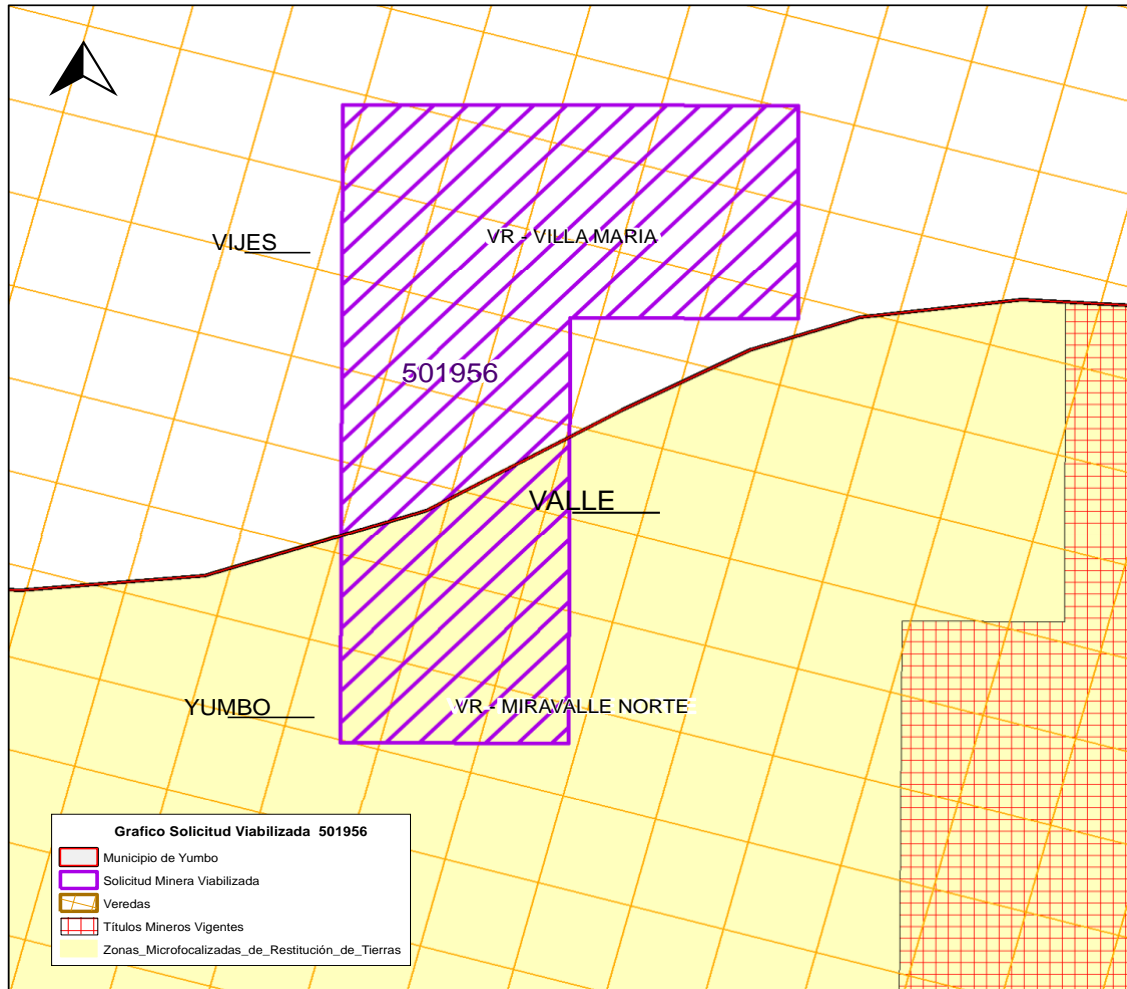 VIJES
VR - VILLA MARIA
501956
VALLE
YUMBO
VR - MIRAVALLE NORTE
Grafico Solicitud Viabilizada 501956
Municipio de Yumbo
Solicitud Minera Viabilizada
Veredas
Títulos Mineros Vigentes
Zonas_Microfocalizadas_de_Restitución_de_Tierras